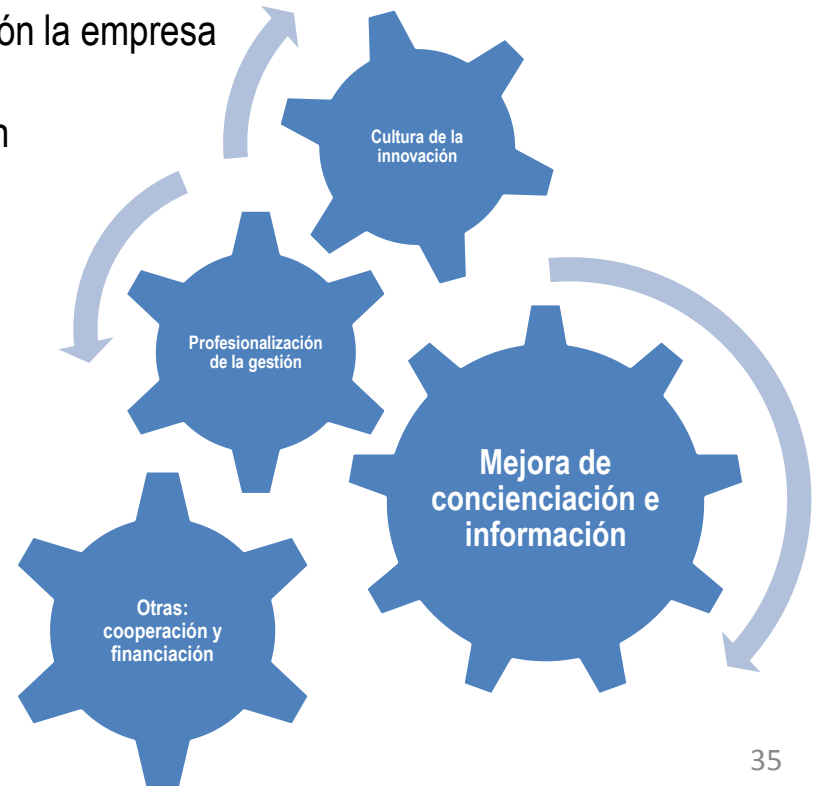 ón la empresa
n
Cultura de la
innovación
Profesionalización
de la gestión
Mejora de
concienciación e
información
Otras:
cooperación y
financiación
35